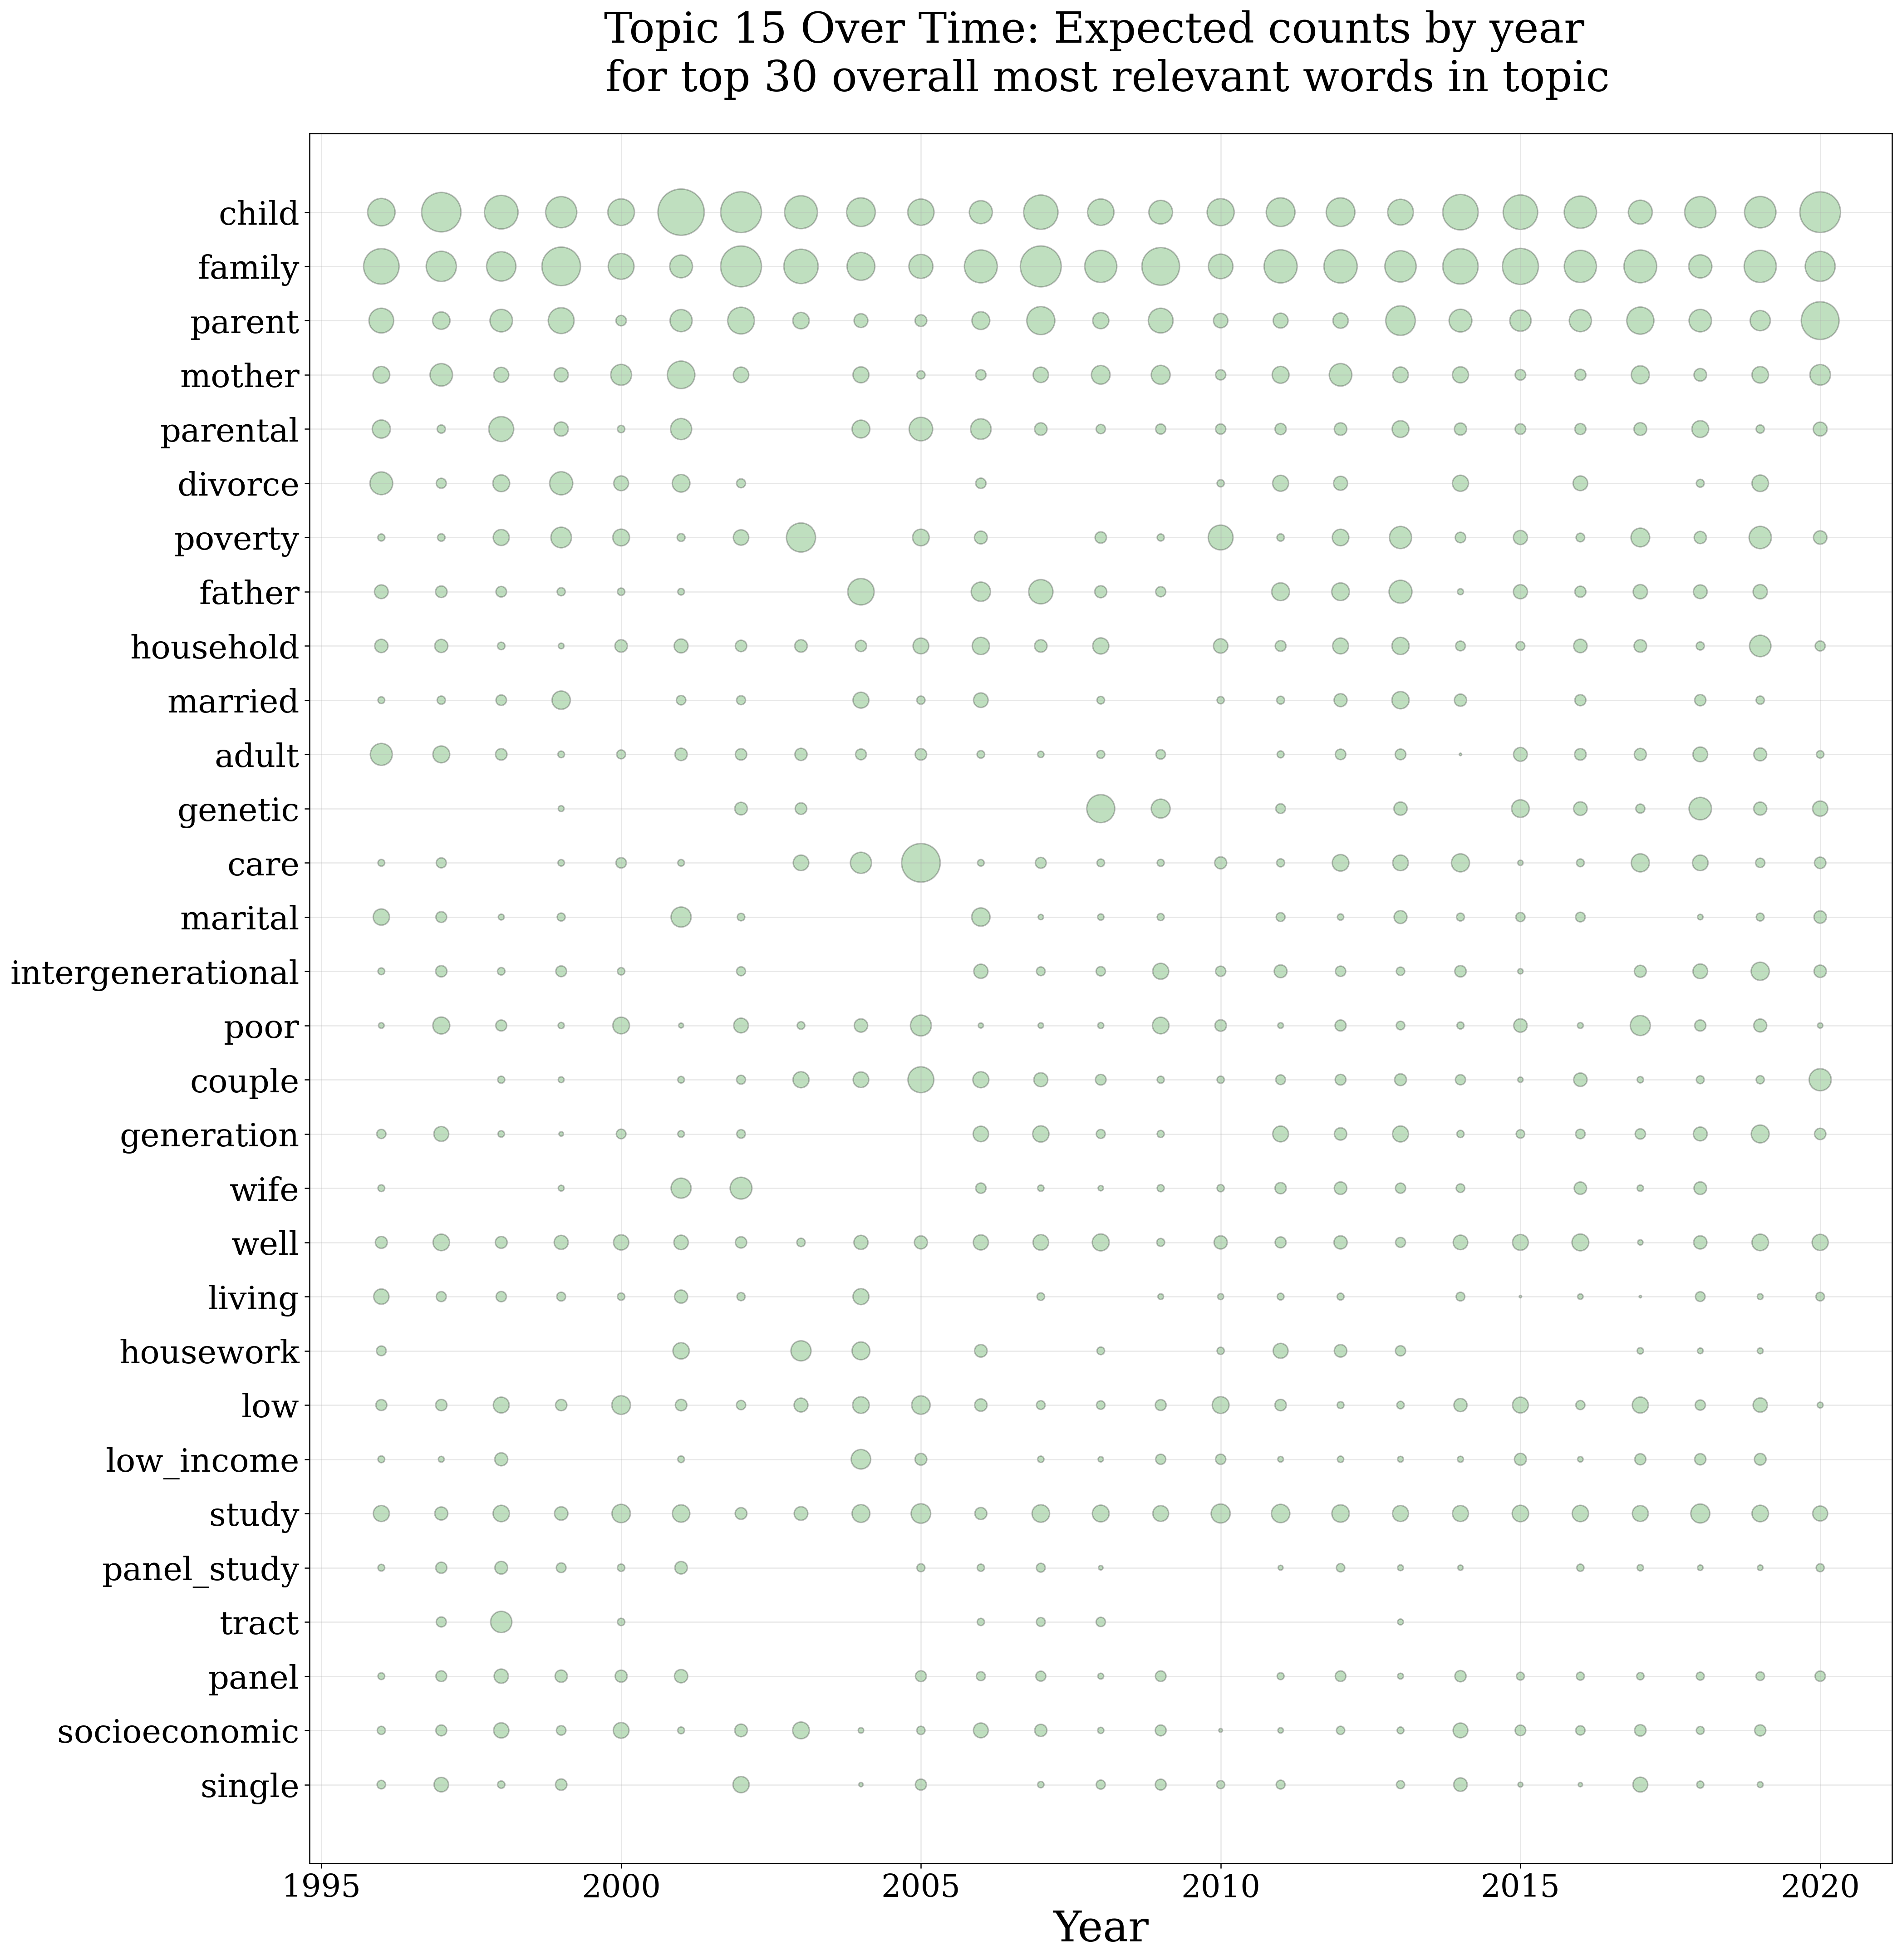 Topic 15 Over Time: Expected counts by year
for top 30 overall most relevant words in topic
child
family
parent
mother
parental
divorce
poverty
father
household
married
adult
genetic
care
marital
intergenerational
poor
couple
generation
wife
well
living
housework
low
low_income
study
panel_study
tract
panel
socioeconomic
single
1995
2000
2005
2010
2015
2020
Year